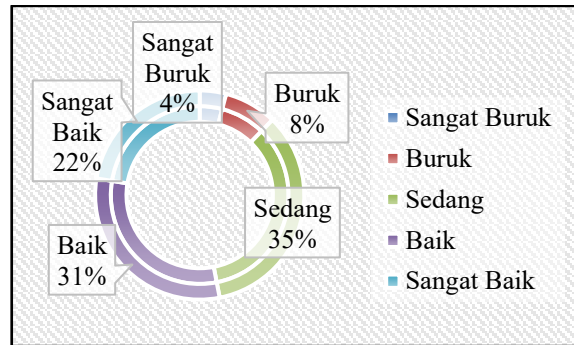 Sangat
Buruk
4%
Buruk
8%
Sangat
Baik
22%
Sedang
35%
Baik
31%
Sangat Buruk
Buruk
Sedang
Baik
Sangat Baik